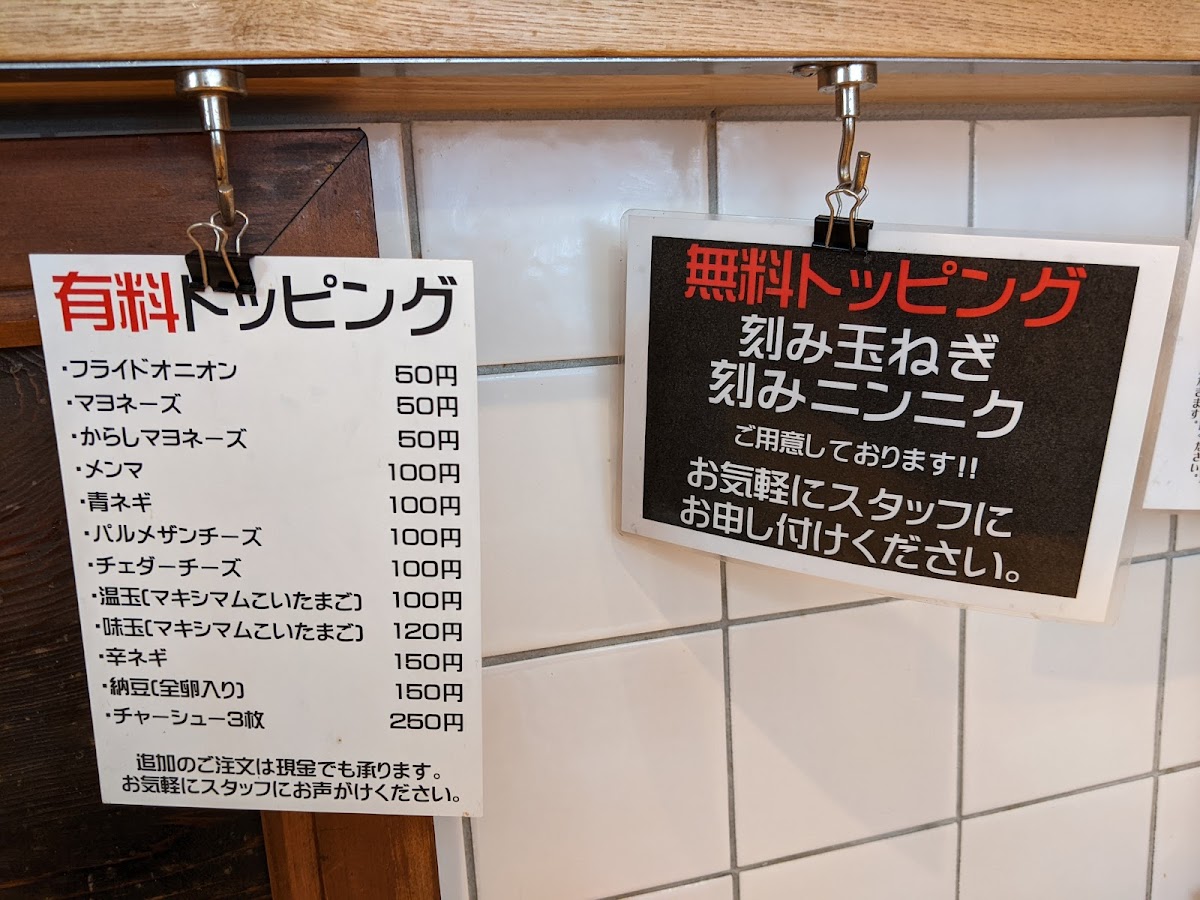 有料トッピング
・フライドオニオン 50円
・マヨネーズ 50円
・からしマヨネーズ 50円
・メンマ 100円
・青ネギ 100円
・パルメザンチーズ 100円
・チェダーチーズ 100円
・温玉(マキシマムこいたまご) 100円
・味玉(マキシマムこいたまご) 120円
・辛ネギ 150円
・納豆(全卵入り) 150円
・チャーシュー3枚 250円
追加のご注文は現金でも承ります。
お気軽にスタッフにお声がけください。
無料トッピング
刻み玉ねぎ
刻みニンニク
ご用意しております!!
お気軽にスタッフに
お申し付けください。